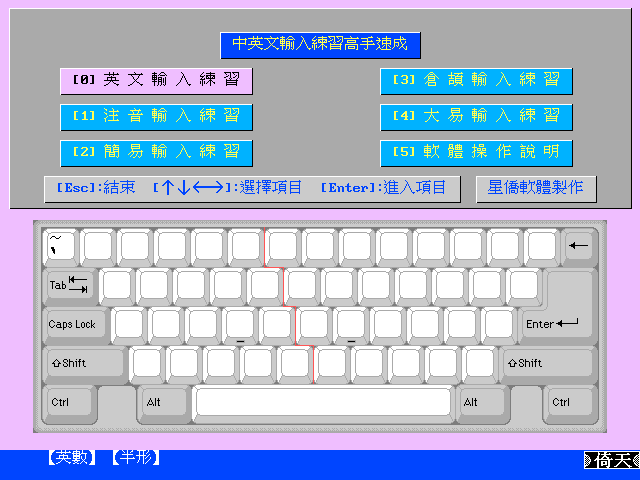 中英文輸入練習高手速成
[0] 英文輸入練習
[3] 倉頡輸入練習
[1] 注音輸入練習
[4] 大易輸入練習
[2] 簡易輸入練習
[5] 軟體操作說明
[Esc]:結束 [↑↓←→]:選擇項目 [Enter]:進入項目
星僑軟體製作
~
`
←
Tab
Caps Lock
Enter
⇧Shift
⇧Shift
Ctrl
Alt
Alt
Ctrl
【英數】【半形】
倚天